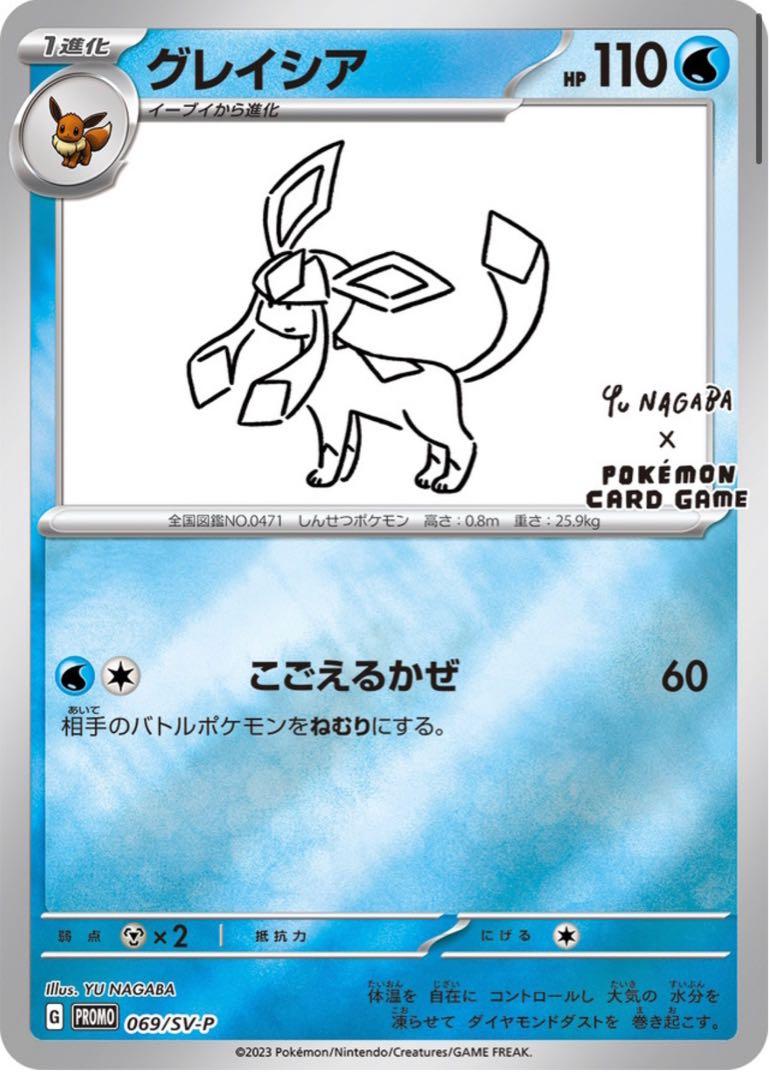 1進化
グレイシア
HP 110
イーブイから進化
YU NAGABA
×
POKÉMON
CARD GAME
全国図鑑NO.0471 しんせつポケモン 高さ:0.8m 重さ:25.9kg
こごえるかぜ 60
あいて
相手のバトルポケモンをねむりにする。
弱点 ×2 抵抗力 にげる
Illus. YU NAGABA
G PROMO 069/SV-P
たいおん じざい たいき すいぶん
体温を 自在に コントロールし 大気の 水分を
こお ま お
凍らせて ダイヤモンドダストを 巻き起こす。
©2023 Pokémon/Nintendo/Creatures/GAME FREAK.